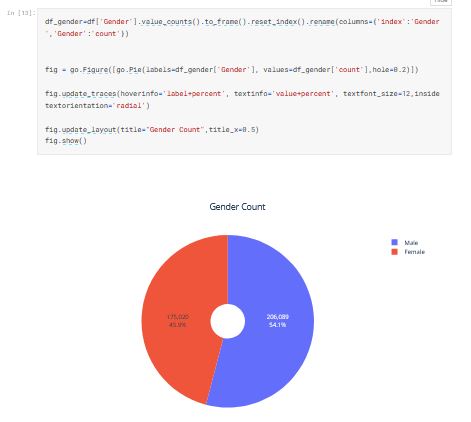 Hide
In [13]:
df_gender=df['Gender'].value_counts().to_frame().reset_index().rename(columns={'index':'Gender
','Gender':'count'})
fig = go.Figure([go.Pie(labels=df_gender['Gender'], values=df_gender['count'],hole=0.2)])
fig.update_traces(hoverinfo='label+percent', textinfo='value+percent', textfont_size=12,inside
textorientation='radial')
fig.update_layout(title="Gender Count",title_x=0.5)
fig.show()
Gender Count
Male
Female
175,020
45.9%
206,089
54.1%